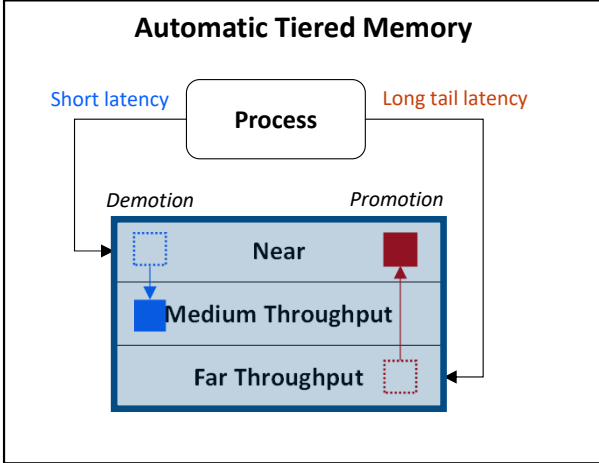 Automatic Tiered Memory
Short latency
Long tail latency
Process
Demotion
Promotion
Near
Medium Throughput
Far Throughput